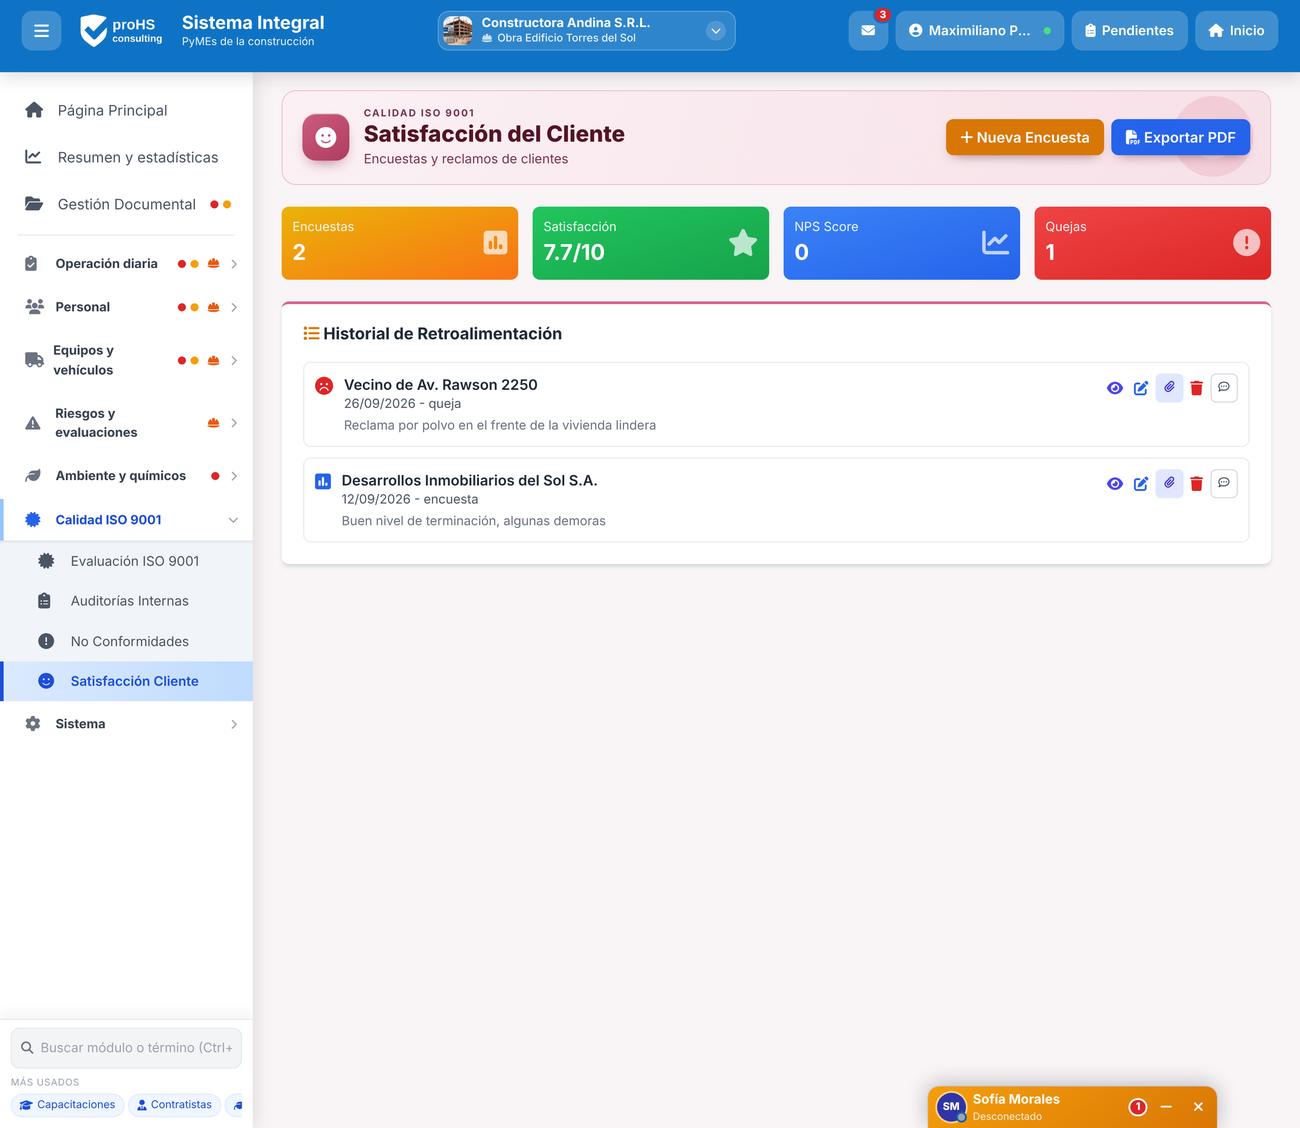 proHS
consulting
Sistema Integral
PyMEs de la construcción
Constructora Andina S.R.L.
Obra Edificio Torres del Sol
3
Maximiliano P...
Pendientes
Inicio
Página Principal
Resumen y estadísticas
Gestión Documental
Operación diaria
Personal
Equipos y
vehículos
Riesgos y
evaluaciones
Ambiente y químicos
Calidad ISO 9001
Evaluación ISO 9001
Auditorías Internas
No Conformidades
Satisfacción Cliente
Sistema
Buscar módulo o término (Ctrl+
MÁS USADOS
Capacitaciones
Contratistas
CALIDAD ISO 9001
Satisfacción del Cliente
Encuestas y reclamos de clientes
Nueva Encuesta
PDF Exportar PDF
Encuestas
2
Satisfacción
7.7/10
NPS Score
0
Quejas
1
Historial de Retroalimentación
Vecino de Av. Rawson 2250
26/09/2026 - queja
Reclama por polvo en el frente de la vivienda lindera
Desarrollos Inmobiliarios del Sol S.A.
12/09/2026 - encuesta
Buen nivel de terminación, algunas demoras
SM
Sofía Morales
Desconectado
1